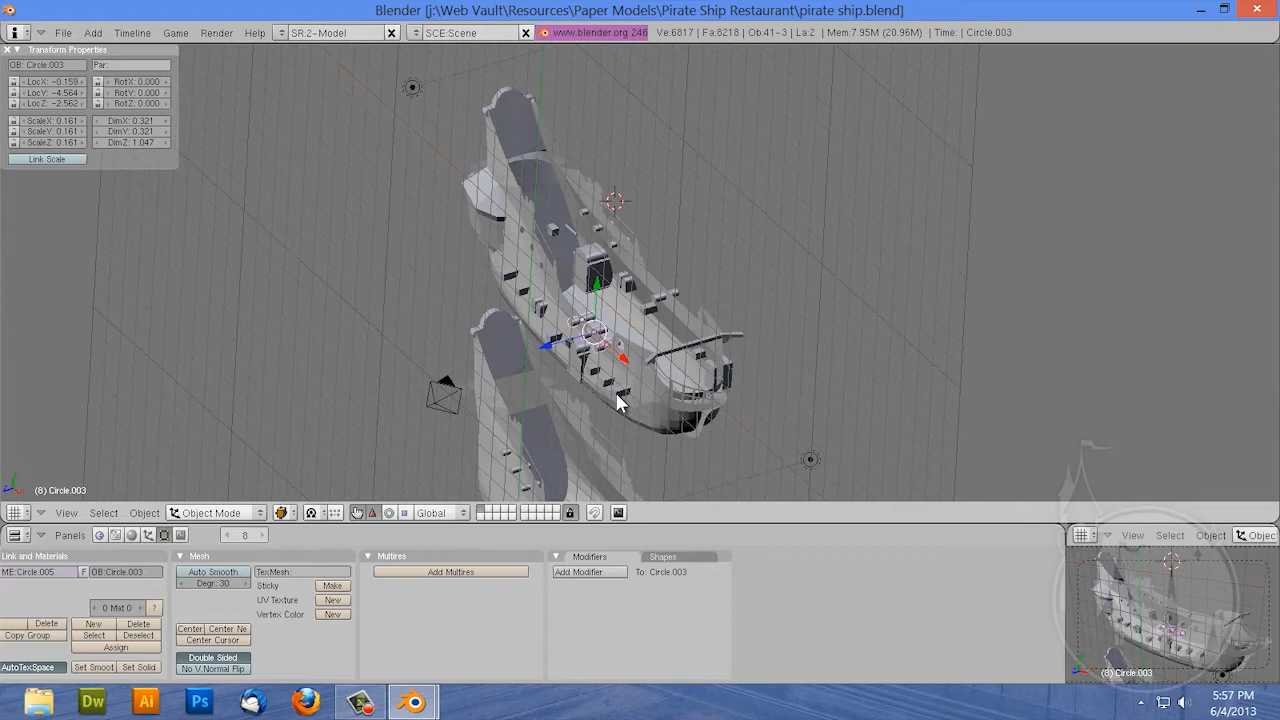 Blender [j:\Web Vault\Resources\Paper Models\Pirate Ship Restaurant\pirate ship.blend]
File Add Timeline Game Render Help SR:2-Model SCE:Scene www.blender.org 246 Ve:6817 | Fa:8218 | Ob:41-3 | La:2 | Mem:7.95M (20.96M) | Time: | Circle.003
Transform Properties
OB: Circle.003 Par:
LocX: -0.159 RotX: 0.000
LocY: -4.564 RotY: 0.000
LocZ: -2.562 RotZ: 0.000
ScaleX: 0.161 DimX: 0.321
ScaleY: 0.161 DimY: 0.321
ScaleZ: 0.161 DimZ: 1.047
Link Scale
(8) Circle.003
View Select Object Object Mode Global
Panels 8 View Select Object Objec
Link and Materials Mesh Multires Modifiers Shapes
ME:Circle.005 F OB:Circle.003 Auto Smooth TexMesh: Add Multires Add Modifier To: Circle.003
Degr: 30 Sticky Make
UV Texture New
0 Mat 0 ? Vertex Color New
Delete New Delete Center Center Ne
Copy Group Select Deselect Center Cursor
Assign
AutoTexSpace Set Smoot Set Solid Double Sided
No V.Normal Flip
(8) Circle.003
Dw Ai Ps
5:57 PM
6/4/2013